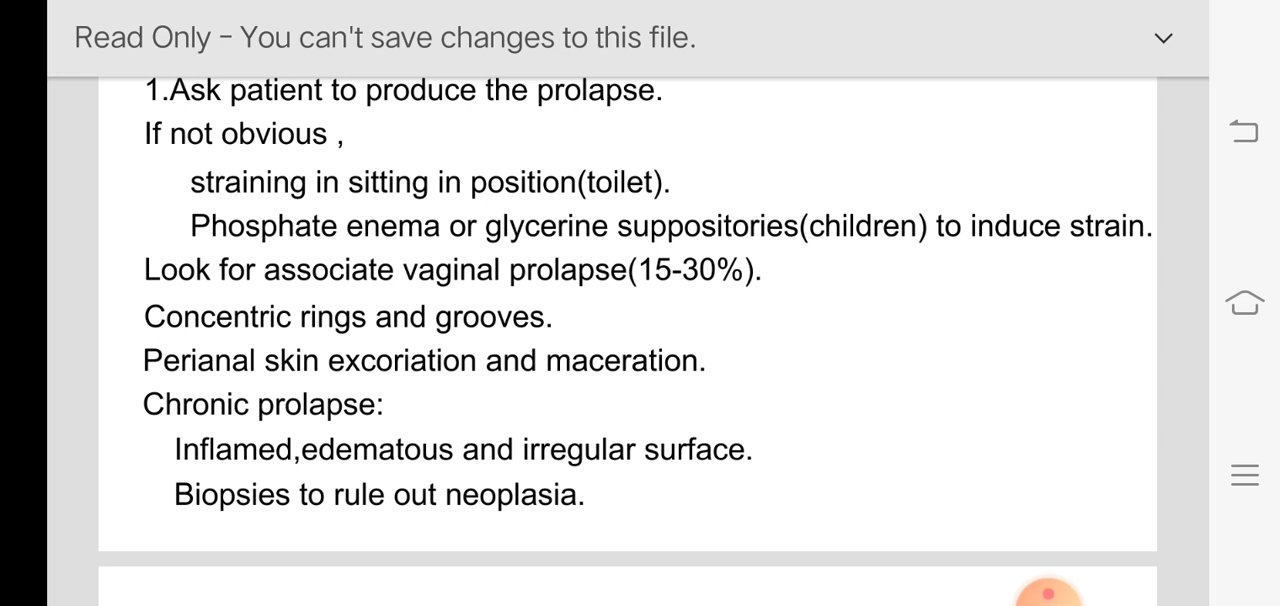 Read Only - You can't save changes to this file.
1.Ask patient to produce the prolapse.
If not obvious ,
straining in sitting in position(toilet).
Phosphate enema or glycerine suppositories(children) to induce strain.
Look for associate vaginal prolapse(15-30%).
Concentric rings and grooves.
Perianal skin excoriation and maceration.
Chronic prolapse:
Inflamed,edematous and irregular surface.
Biopsies to rule out neoplasia.